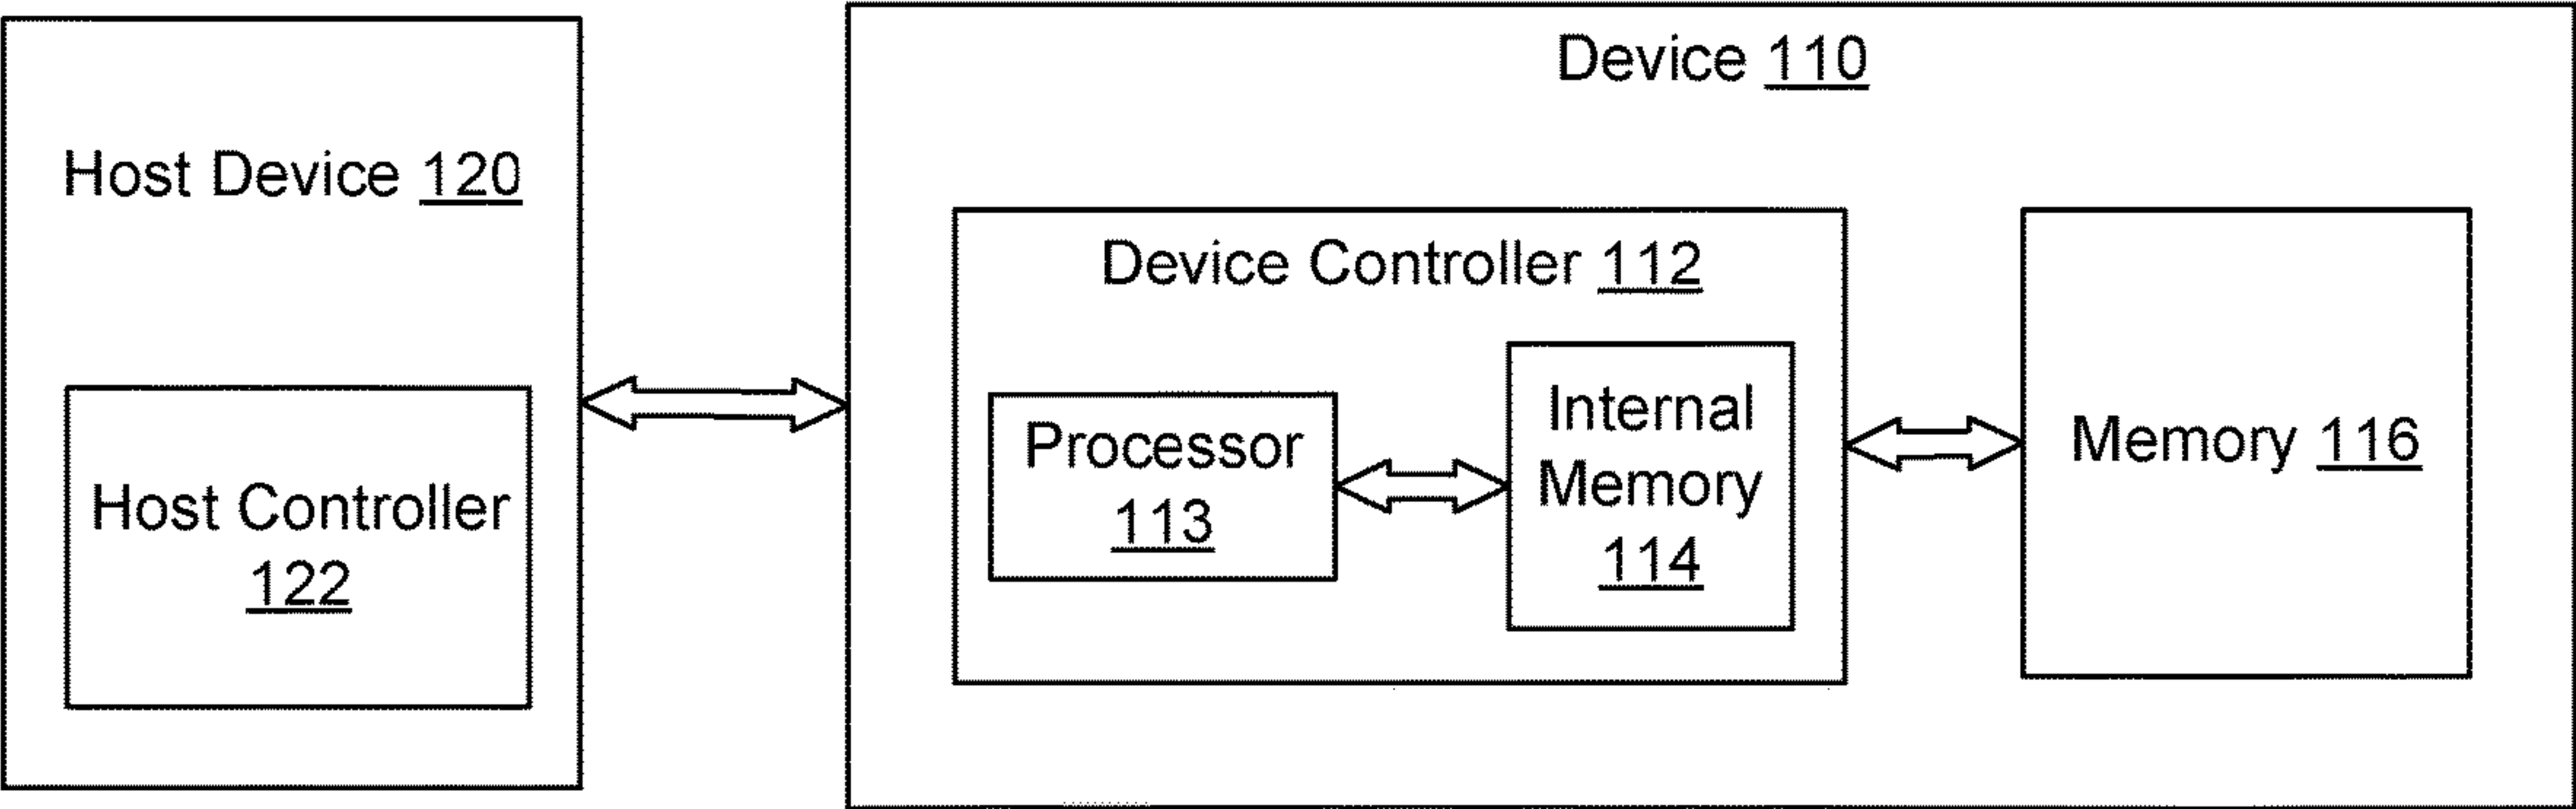 Device 110
Host Device 120
Device Controller 112
Host Controller
122
Processor
113
Internal
Memory
114
Memory 116